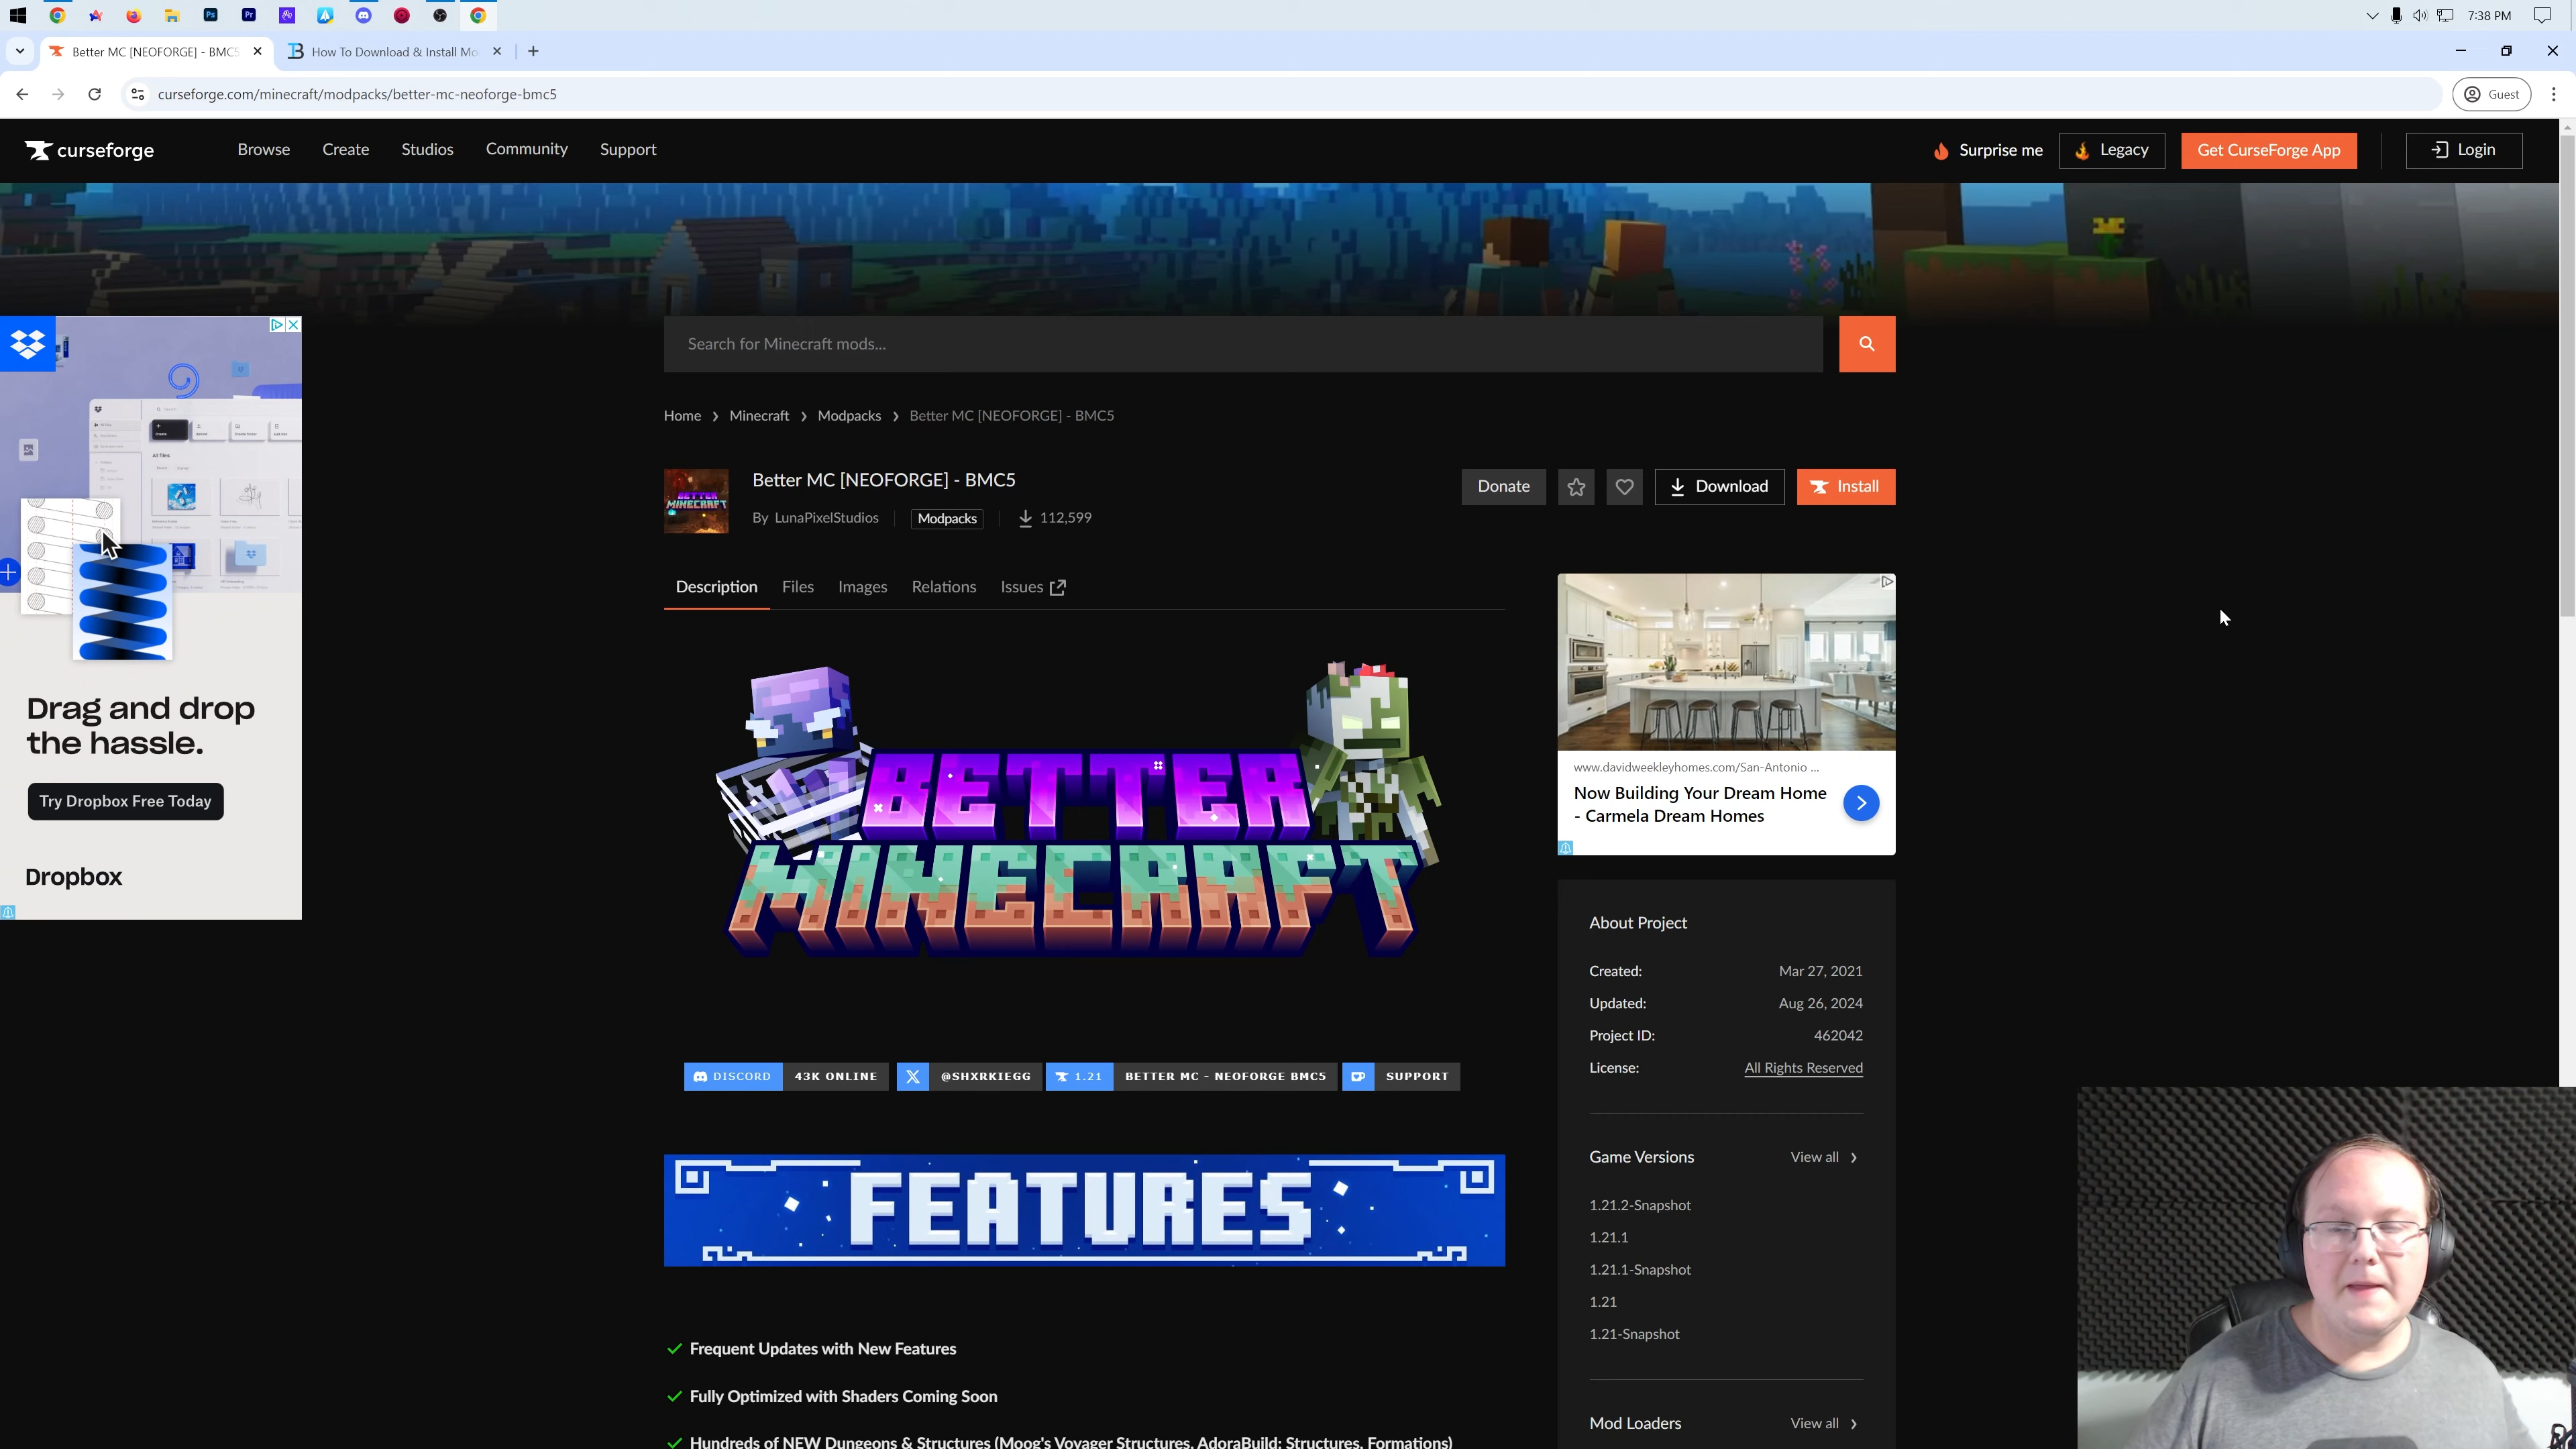 7:38 PM
Better MC [NEOFORGE] - BMC5
How To Download & Install Mo
curseforge.com/minecraft/modpacks/better-mc-neoforge-bmc5
Guest
curseforge
Browse
Create
Studios
Community
Support
Surprise me
Legacy
Get CurseForge App
Login
Search for Minecraft mods...
Home
Minecraft
Modpacks
Better MC [NEOFORGE] - BMC5
BETTER
MINECRAFT
Better MC [NEOFORGE] - BMC5
By LunaPixelStudios
Modpacks
112,599
Donate
Download
Install
Description
Files
Images
Relations
Issues
BETTER
MINECRAFT
DISCORD 43K ONLINE
@SHXRKIEGG
1.21 BETTER MC - NEOFORGE BMC5
SUPPORT
FEATURES
Frequent Updates with New Features
Fully Optimized with Shaders Coming Soon
Hundreds of NEW Dungeons & Structures (Moog's Voyager Structures, AdoraBuild: Structures, Formations)
Drag and drop
the hassle.
Try Dropbox Free Today
Dropbox
www.davidweekleyhomes.com/San-Antonio ...
Now Building Your Dream Home
- Carmela Dream Homes
About Project
Created: Mar 27, 2021
Updated: Aug 26, 2024
Project ID: 462042
License: All Rights Reserved
Game Versions View all
1.21.2-Snapshot
1.21.1
1.21.1-Snapshot
1.21
1.21-Snapshot
Mod Loaders View all